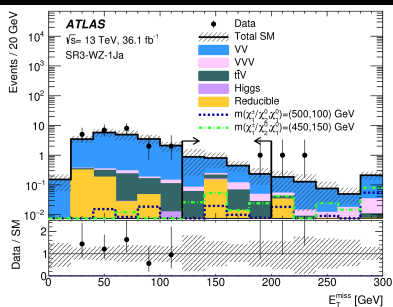 ATLAS
√s= 13 TeV, 36.1 fb⁻¹
SR3-WZ-1Ja
Data
Total SM
VV
VVV
tt̄V
Higgs
Reducible
m(χ̃₁±/χ̃₂⁰,χ̃₁⁰)=(500,100) GeV
m(χ̃₁±/χ̃₂⁰,χ̃₁⁰)=(450,150) GeV
Events / 20 GeV
10⁴
10³
10²
10
1
10⁻¹
10⁻²
Data / SM
2
1
0
0 50 100 150 200 250 300
E_T^miss [GeV]